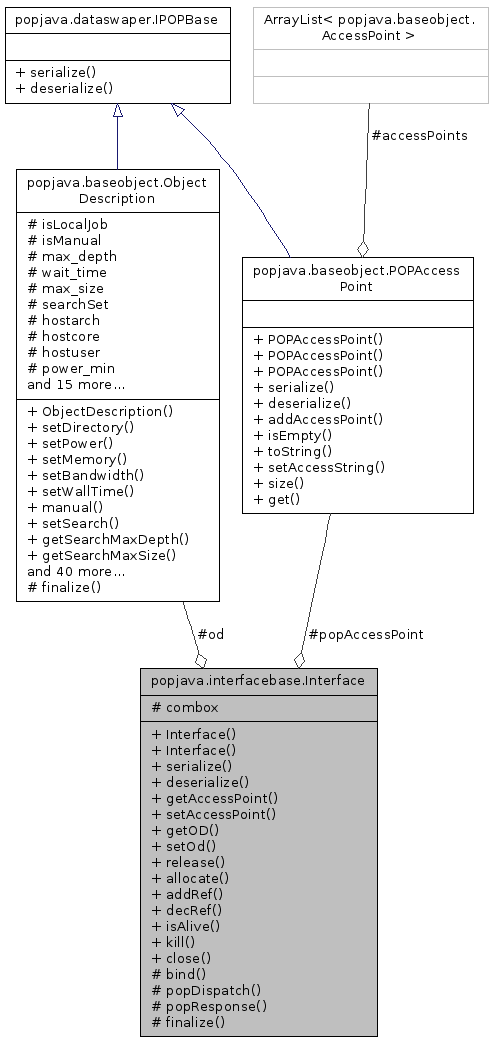 popjava.dataswaper.IPOPBase
+ serialize()
+ deserialize()
ArrayList< popjava.baseobject.
AccessPoint >
#accessPoints
popjava.baseobject.Object
Description
# isLocalJob
# isManual
# max_depth
# wait_time
# max_size
# searchSet
# hostarch
# hostcore
# hostuser
# power_min
and 15 more...
+ ObjectDescription()
+ setDirectory()
+ setPower()
+ setMemory()
+ setBandwidth()
+ setWallTime()
+ manual()
+ setSearch()
+ getSearchMaxDepth()
+ getSearchMaxSize()
and 40 more...
# finalize()
popjava.baseobject.POPAccess
Point
+ POPAccessPoint()
+ POPAccessPoint()
+ POPAccessPoint()
+ serialize()
+ deserialize()
+ addAccessPoint()
+ isEmpty()
+ toString()
+ setAccessString()
+ size()
+ get()
#od
#popAccessPoint
popjava.interfacebase.Interface
# combox
+ Interface()
+ Interface()
+ serialize()
+ deserialize()
+ getAccessPoint()
+ setAccessPoint()
+ getOD()
+ setOd()
+ release()
+ allocate()
+ addRef()
+ decRef()
+ isAlive()
+ kill()
+ close()
# bind()
# popDispatch()
# popResponse()
# finalize()